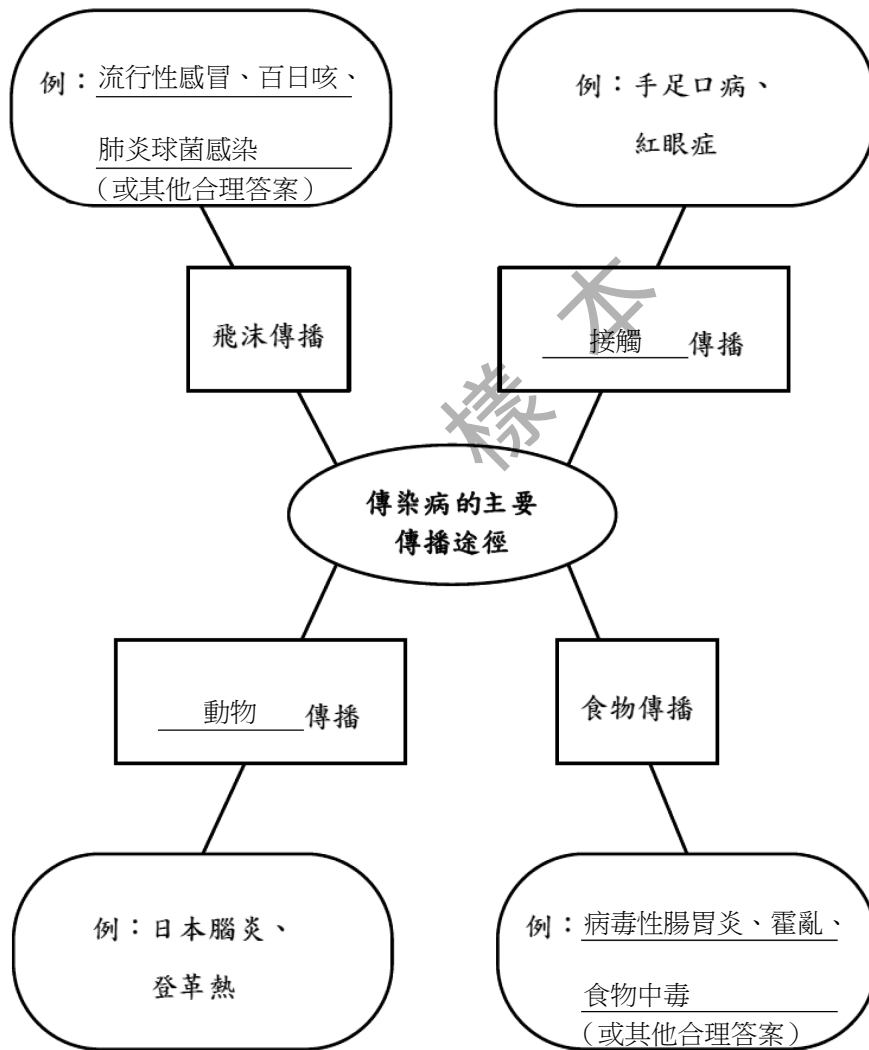 例：流行性感冒、百日咳、
肺炎球菌感染
（或其他合理答案）
例：手足口病、
紅眼症
飛沫傳播
接觸傳播
樣本
傳染病的主要
傳播途徑
動物傳播
食物傳播
例：日本腦炎、
登革熱
例：病毒性腸胃炎、霍亂、
食物中毒
（或其他合理答案）